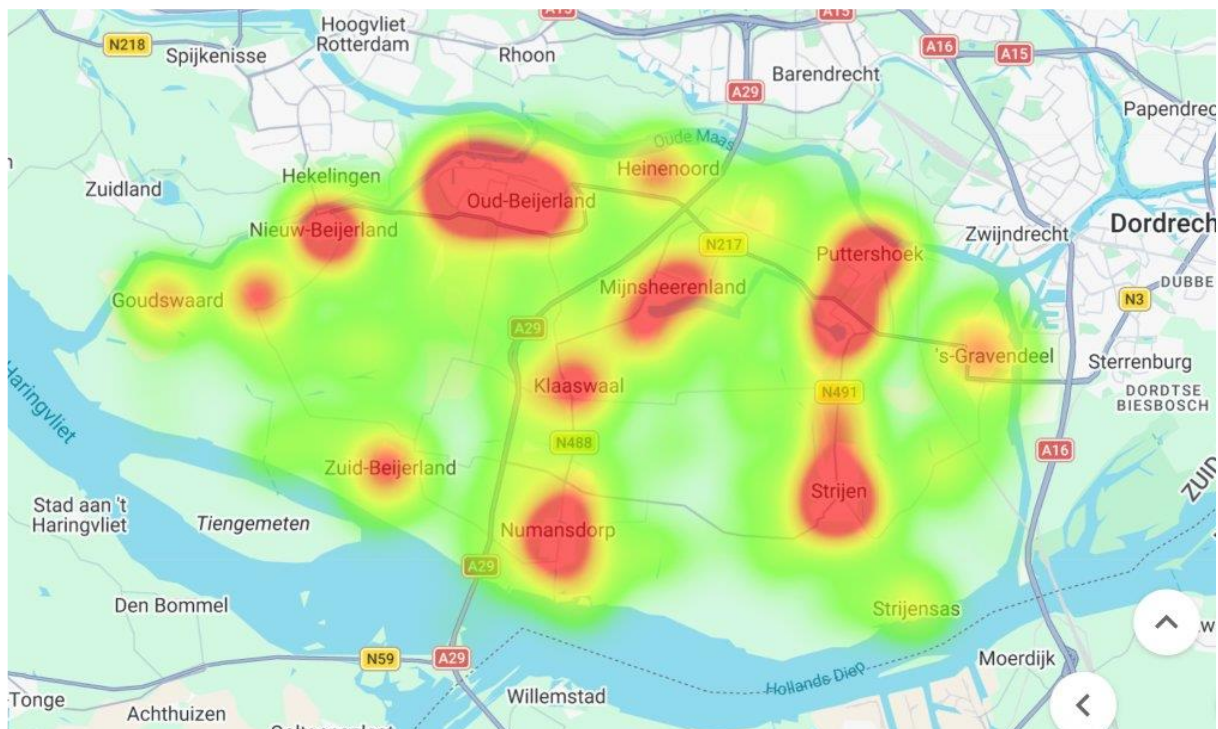 A15
A15
Hoogvliet
Rotterdam
N218
Spijkenisse
Rhoon
A16
A15
Barendrecht
A29
Papendrec
Oude Maas
Heinenoord
Hekelingen
Zuidland
Oud-Beijerland
Nieuw-Beijerland
Dordrech
Zwijndrecht
N217
Puttershoek
Mijnsheerenland
DUBBE
Goudswaard
N3
A29
's-Gravendeel
Sterrenburg
Klaaswaal
N491
DORDTSE
BIESBOSCH
Haringvliet
N488
A16
Zuid-Beijerland
ZUID
Strijen
Stad aan 't
Haringvliet
Tiengemeten
Numansdorp
A29
Den Bommel
Strijensas
N59
A29
Moerdijk
Hollands Diep
Willemstad
-Tonge
Achthuizen